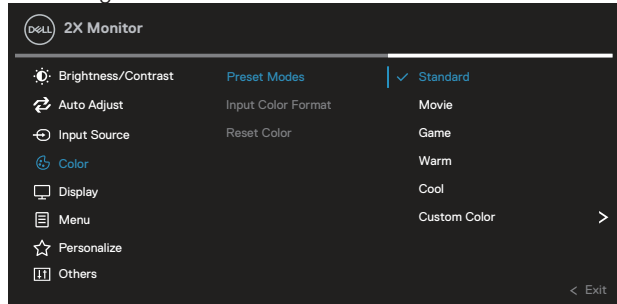 DELL 2X Monitor
Brightness/Contrast
Auto Adjust
Input Source
Color
Display
Menu
Personalize
Others
Preset Modes
Input Color Format
Reset Color
✓ Standard
Movie
Game
Warm
Cool
Custom Color >
< Exit